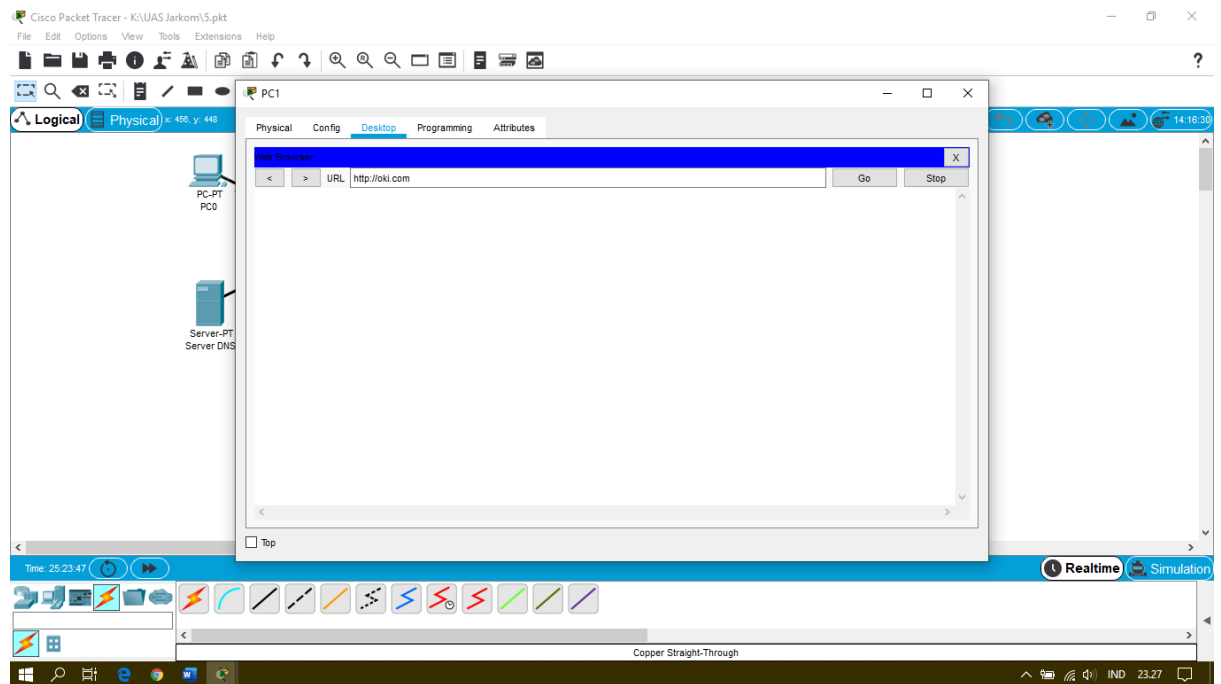 Cisco Packet Tracer - K:\UAS Jarkom\5.pkt
File Edit Options View Tools Extensions Help
?
PC1
Logical Physical x: 456, y: 448
14:16:30
Physical Config Desktop Programming Attributes
Web Browser
X
< > URL http://oki.com Go Stop
PC-PT
PC0
Server-PT
Server DNS
Top
Time: 25:23:47
Realtime Simulation
Copper Straight-Through
IND 23.27